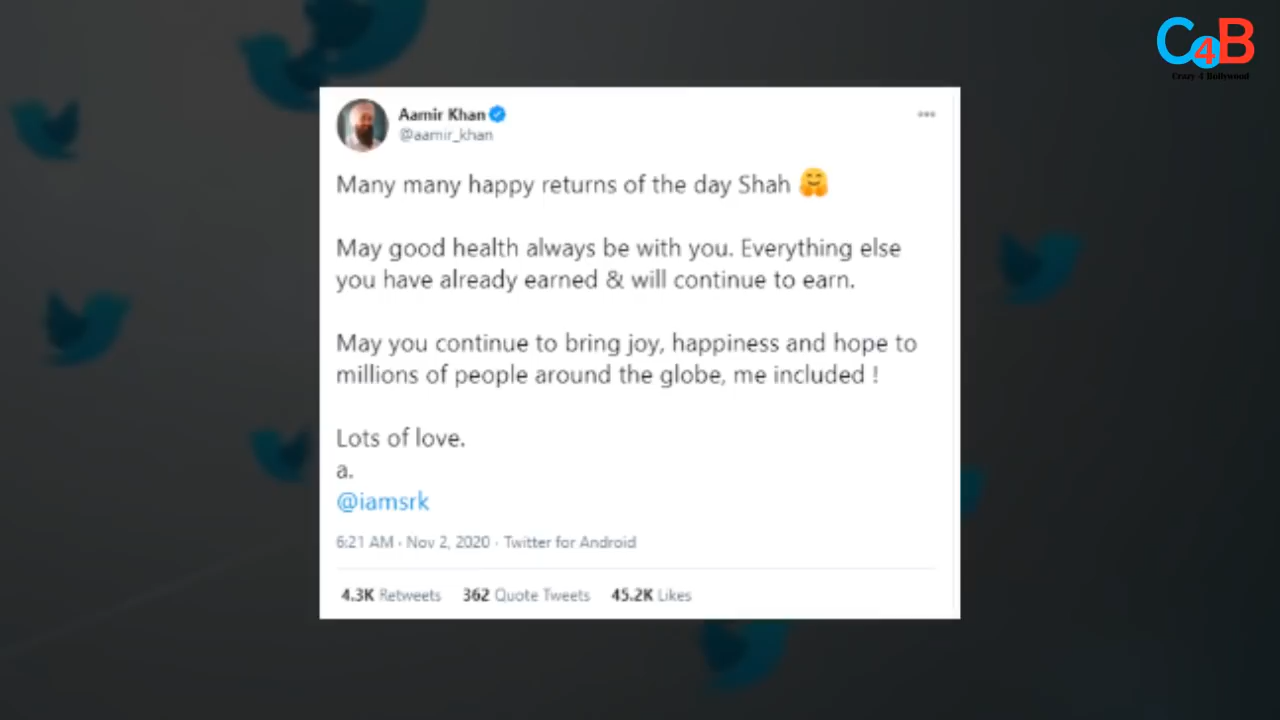 C4B
Crazy 4 Bollywood
Aamir Khan
@aamir_khan
Many many happy returns of the day Shah 🤗
May good health always be with you. Everything else
you have already earned & will continue to earn.
May you continue to bring joy, happiness and hope to
millions of people around the globe, me included !
Lots of love.
a.
@iamsrk
6:21 AM · Nov 2, 2020 · Twitter for Android
4.3K Retweets 362 Quote Tweets 45.2K Likes